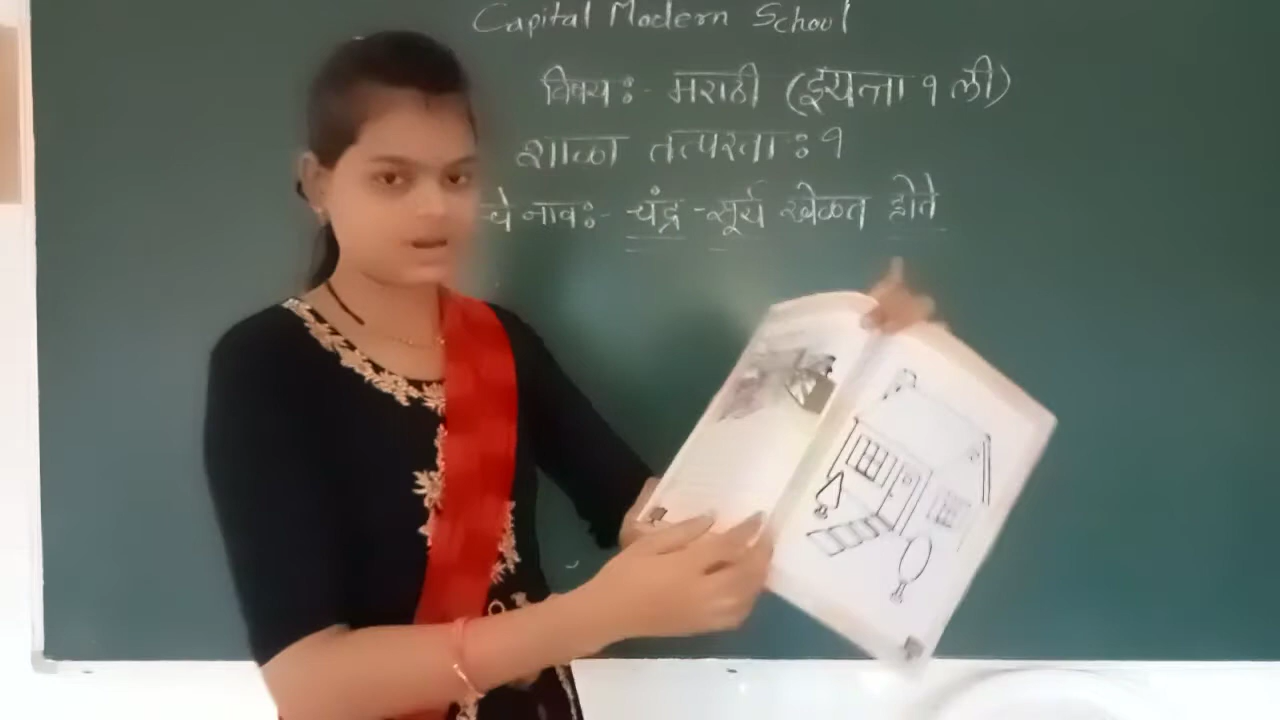 Capital Modern School
विषय :- मराठी (इयत्ता १ ली)
शाळा तत्परता : १
चे नाव :- चंद्र -सूर्य खेळत होते